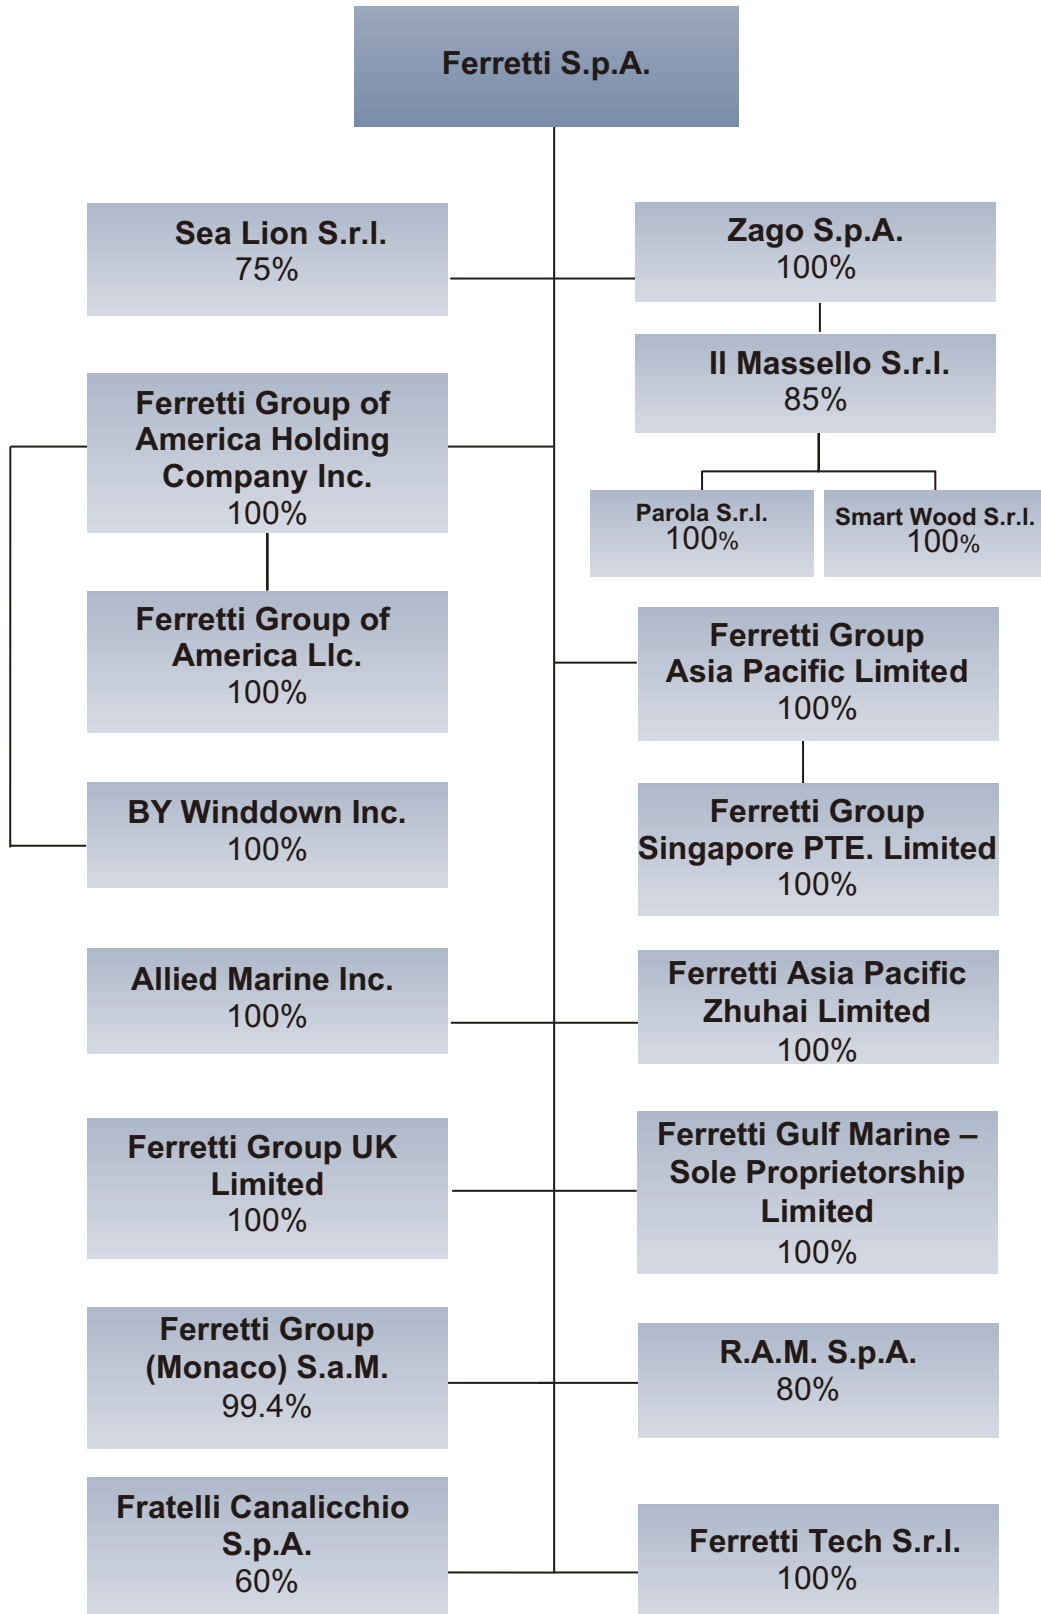 Ferretti S.p.A.
Sea Lion S.r.l.
75%
Zago S.p.A.
100%
Il Massello S.r.l.
85%
Parola S.r.l.
100%
Smart Wood S.r.l.
100%
Ferretti Group of
America Holding
Company Inc.
100%
Ferretti Group of
America Llc.
100%
BY Winddown Inc.
100%
Ferretti Group
Asia Pacific Limited
100%
Ferretti Group
Singapore PTE. Limited
100%
Allied Marine Inc.
100%
Ferretti Asia Pacific
Zhuhai Limited
100%
Ferretti Group UK
Limited
100%
Ferretti Gulf Marine –
Sole Proprietorship
Limited
100%
Ferretti Group
(Monaco) S.a.M.
99.4%
R.A.M. S.p.A.
80%
Fratelli Canalicchio
S.p.A.
60%
Ferretti Tech S.r.l.
100%